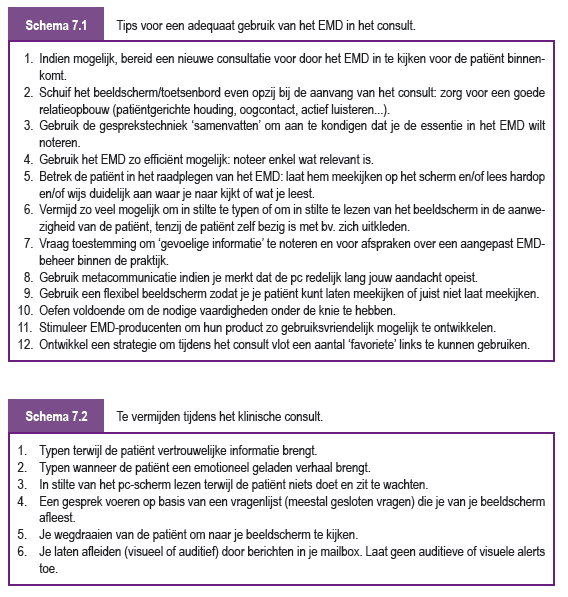 Schema 7.1 Tips voor een adequaat gebruik van het EMD in het consult.
1. Indien mogelijk, bereid een nieuwe consultatie voor door het EMD in te kijken voor de patiënt binnen-
komt.
2. Schuif het beeldscherm/toetsenbord even opzij bij de aanvang van het consult: zorg voor een goede
relatieopbouw (patiëntgerichte houding, oogcontact, actief luisteren...).
3. Gebruik de gesprekstechniek ‘samenvatten’ om aan te kondigen dat je de essentie in het EMD wilt
noteren.
4. Gebruik het EMD zo efficiënt mogelijk: noteer enkel wat relevant is.
5. Betrek de patiënt in het raadplegen van het EMD: laat hem meekijken op het scherm en/of lees hardop
en/of wijs duidelijk aan waar je naar kijkt of wat je leest.
6. Vermijd zo veel mogelijk om in stilte te typen of om in stilte te lezen van het beeldscherm in de aanwe-
zigheid van de patiënt, tenzij de patiënt zelf bezig is met bv. zich uitkleden.
7. Vraag toestemming om ‘gevoelige informatie’ te noteren en voor afspraken over een aangepast EMD-
beheer binnen de praktijk.
8. Gebruik metacommunicatie indien je merkt dat de pc redelijk lang jouw aandacht opeist.
9. Gebruik een flexibel beeldscherm zodat je je patiënt kunt laten meekijken of juist niet laat meekijken.
10. Oefen voldoende om de nodige vaardigheden onder de knie te hebben.
11. Stimuleer EMD-producenten om hun product zo gebruiksvriendelijk mogelijk te ontwikkelen.
12. Ontwikkel een strategie om tijdens het consult vlot een aantal ‘favoriete’ links te kunnen gebruiken.
Schema 7.2 Te vermijden tijdens het klinische consult.
1. Typen terwijl de patiënt vertrouwelijke informatie brengt.
2. Typen wanneer de patiënt een emotioneel geladen verhaal brengt.
3. In stilte van het pc-scherm lezen terwijl de patiënt niets doet en zit te wachten.
4. Een gesprek voeren op basis van een vragenlijst (meestal gesloten vragen) die je van je beeldscherm
afleest.
5. Je wegdraaien van de patiënt om naar je beeldscherm te kijken.
6. Je laten afleiden (visueel of auditief) door berichten in je mailbox. Laat geen auditieve of visuele alerts
toe.